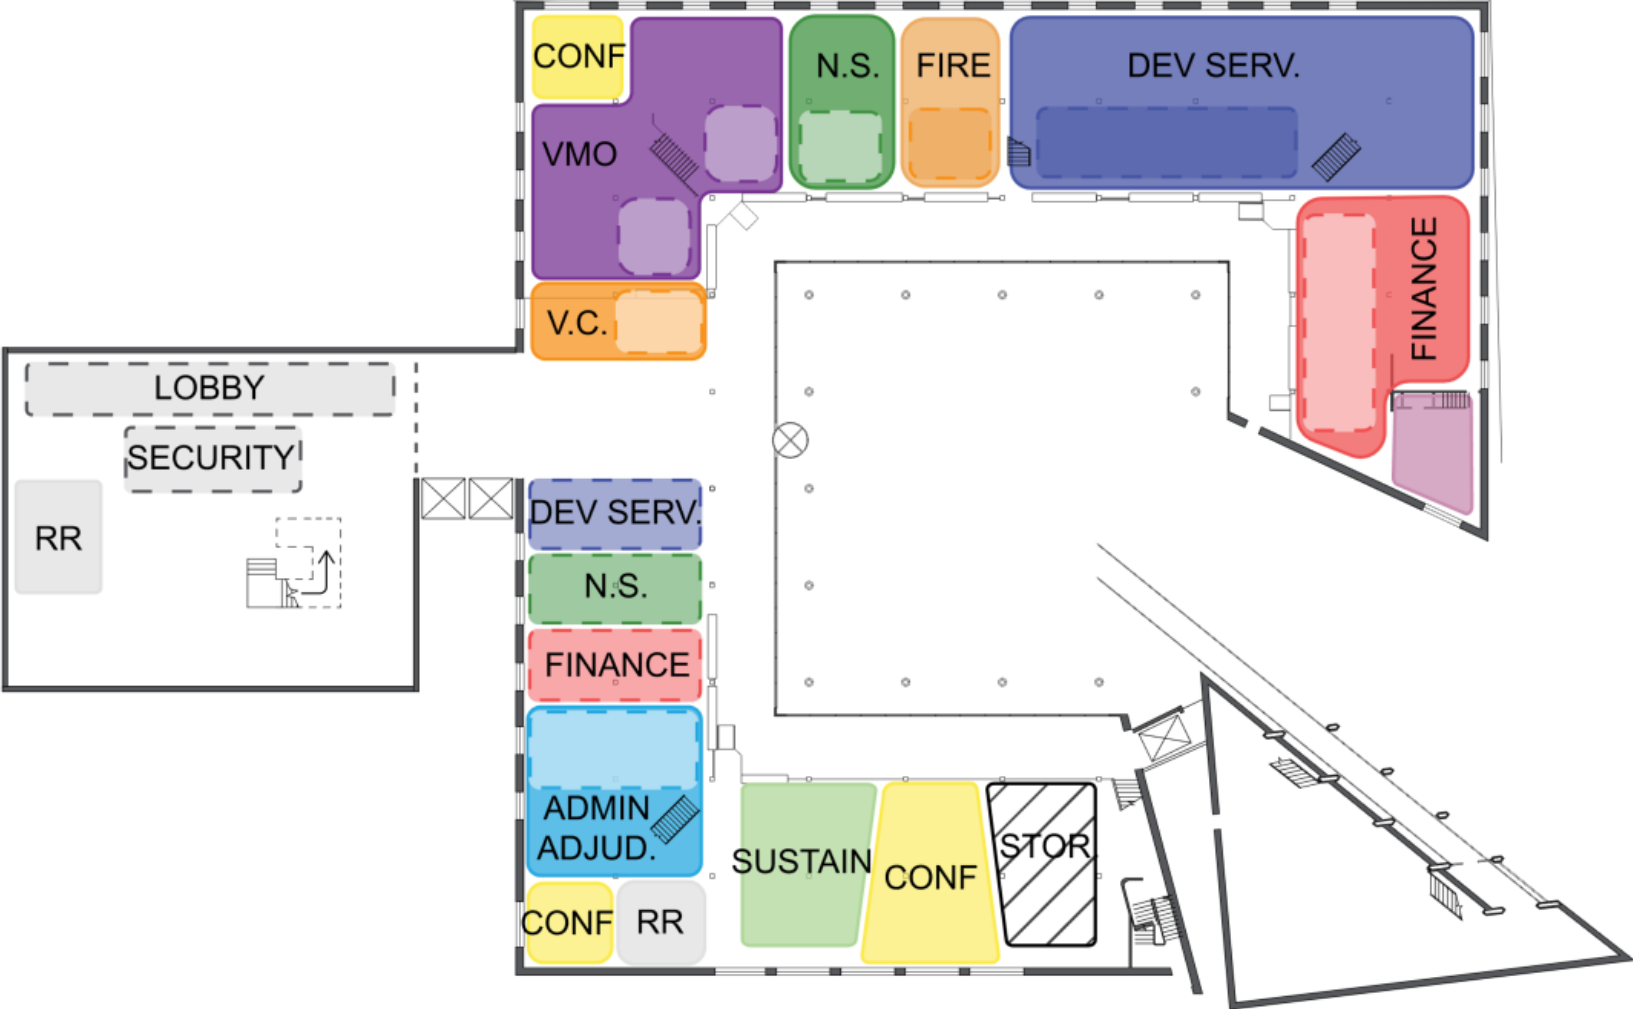 CONF
N.S.
FIRE
DEV SERV.
VMO
FINANCE
V.C.
LOBBY
SECURITY
RR
DEV SERV.
N.S.
FINANCE
ADMIN
ADJUD.
SUSTAIN
CONF
STOR.
CONF
RR